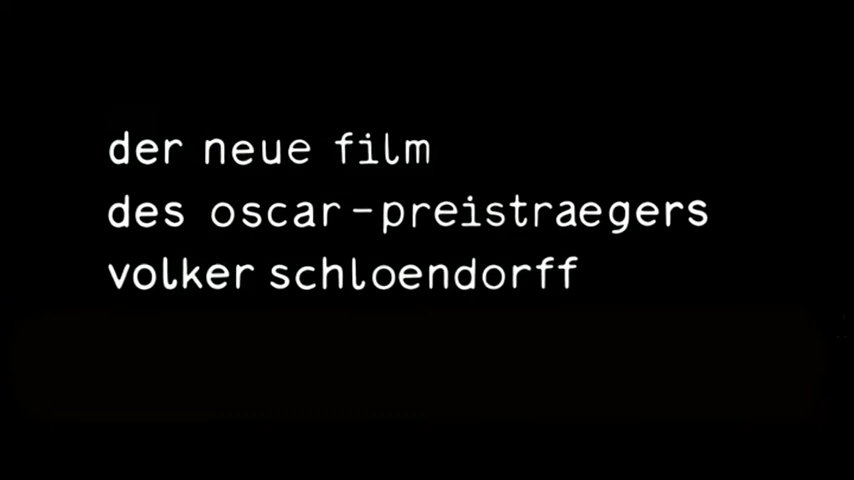 der neue film
des oscar-preistraegers
volker schloendorff